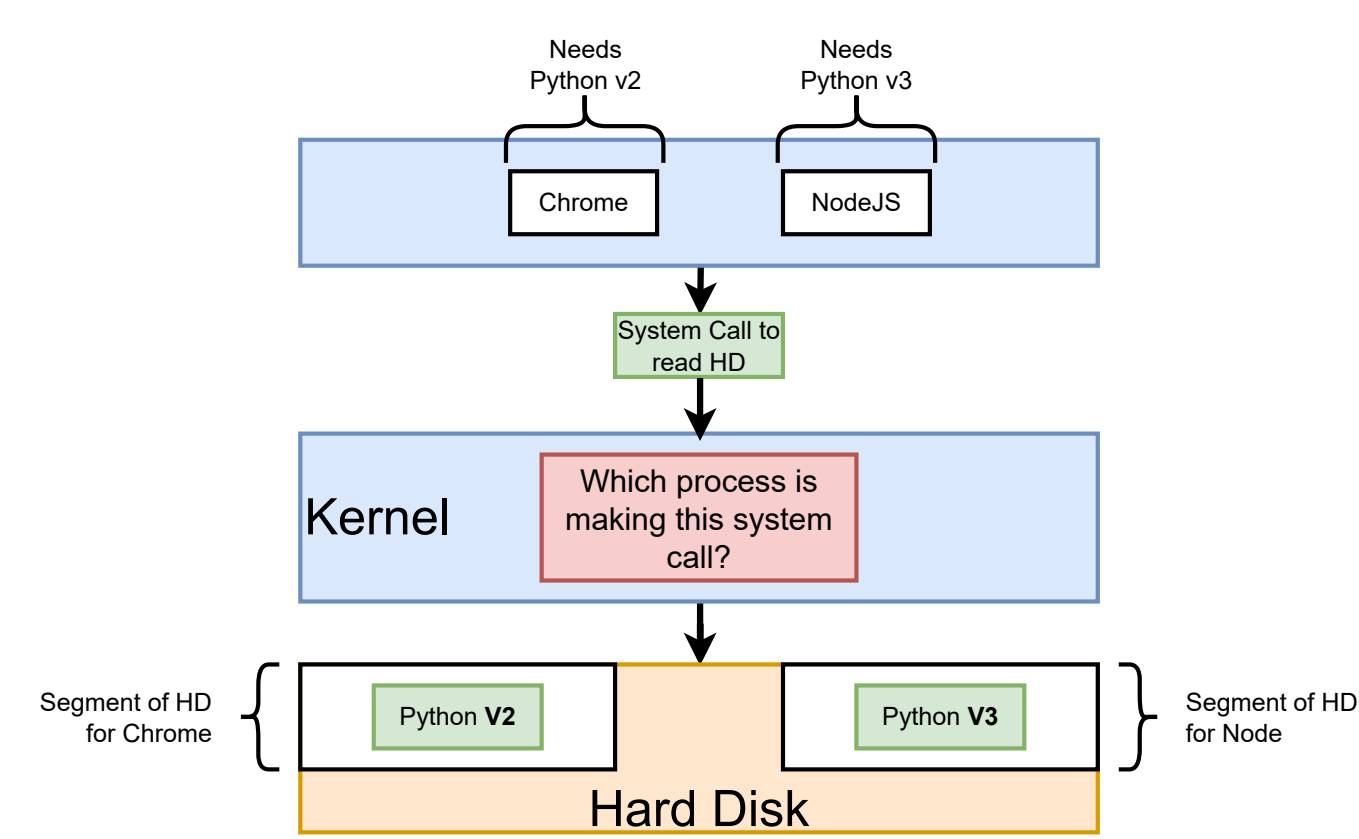 Needs
Python v2
Needs
Python v3
Chrome
NodeJS
System Call to
read HD
Kernel
Which process is
making this system
call?
Segment of HD
for Chrome
Python V2
Python V3
Segment of HD
for Node
Hard Disk